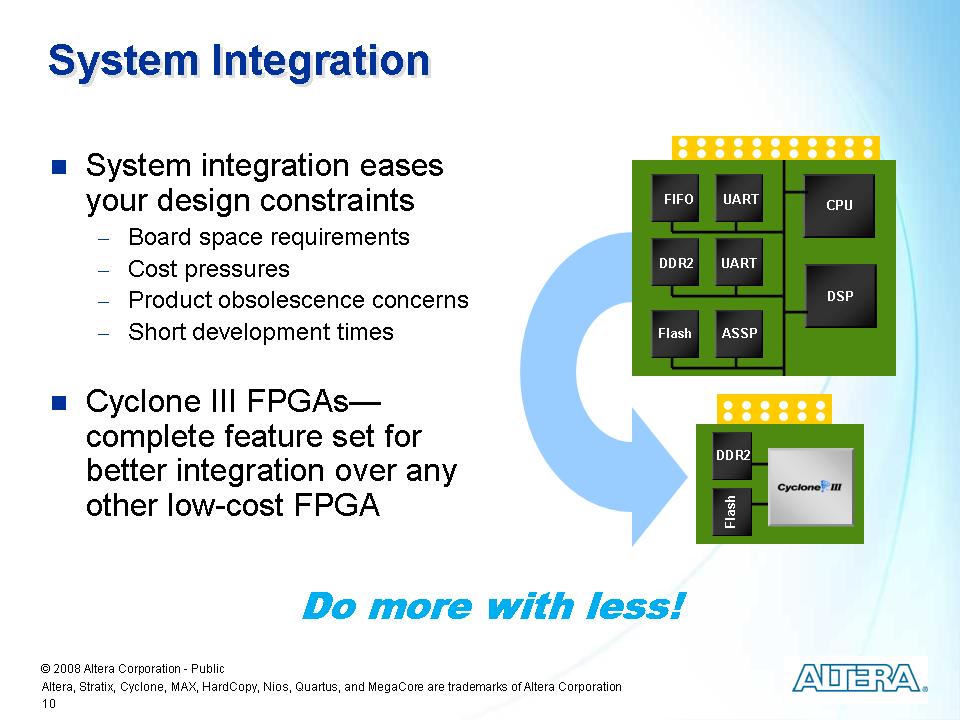 System Integration
System integration eases
your design constraints
– Board space requirements
– Cost pressures
– Product obsolescence concerns
– Short development times
Cyclone III FPGAs—
complete feature set for
better integration over any
other low-cost FPGA
FIFO UART CPU
DDR2 UART
DSP
Flash ASSP
DDR2
Cyclone III
Flash
Do more with less!
© 2008 Altera Corporation - Public
Altera, Stratix, Cyclone, MAX, HardCopy, Nios, Quartus, and MegaCore are trademarks of Altera Corporation
10
ALTERA®